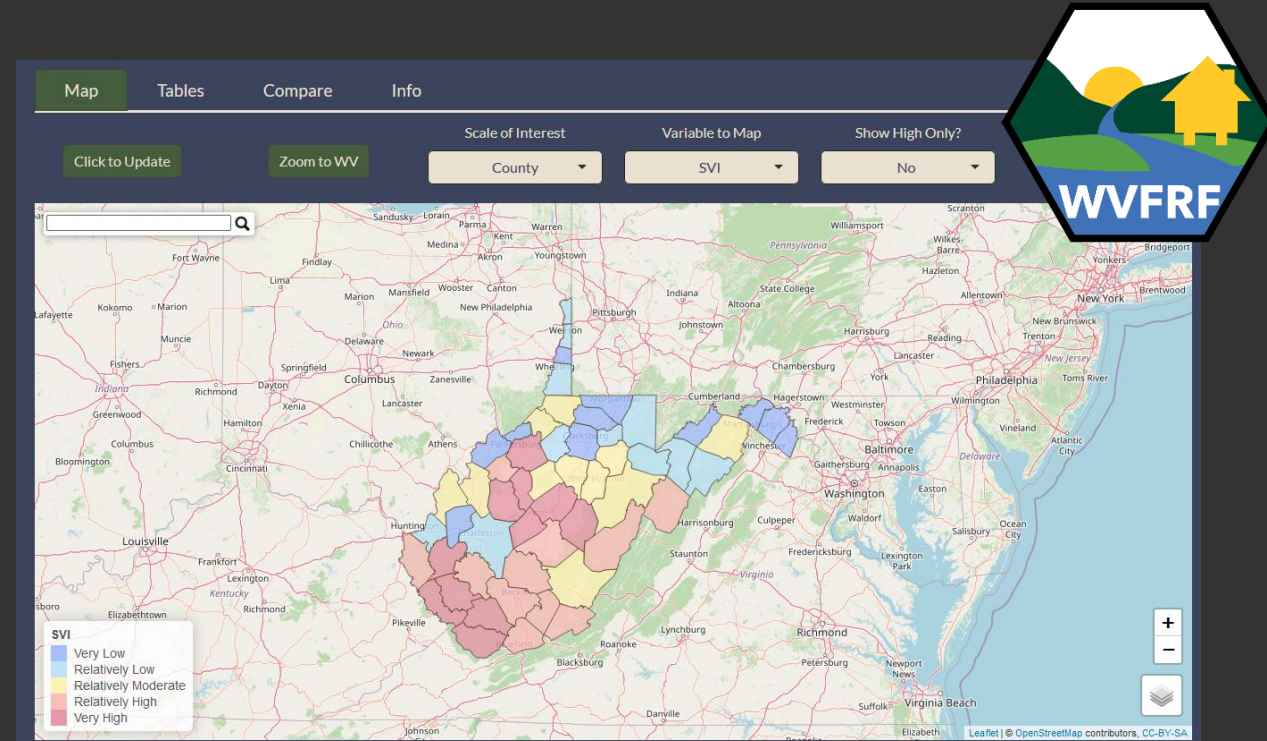 Map Tables Compare Info
Click to Update
Zoom to WV
Scale of Interest
County
Variable to Map
SVI
Show High Only?
No
WVFRF
Sandusky Lorain
Parma
Warren
Scranton
Williamsport
Wilkes-
Barre
Medina
Kent
Akron
Youngstown
Pennsylvania
Bridgeport
Fort Wayne
Findlay
Yonkers
Hazleton
Lima
Marion
Mansfield
Wooster
Canton
Indiana
State College
Allentown
New York
Brentwood
Lafayette
Kokomo
Marion
New Philadelphia
Pittsburgh
Altoona
Ohio
Johnstown
Harrisburg
Reading
New Brunswick
Trenton
Muncie
Delaware
Newark
Lancaster
New Jersey
Fishers
Springfield
Columbus
Zanesville
Chambersburg
York
Philadelphia
Toms River
Indiana
Richmond
Dayton
Xenia
Lancaster
Cumberland
Hagerstown
Westminster
Wilmington
Greenwood
Hamilton
Morgantown
Frederick
Towson
Vineland
Columbus
Chillicothe
Athens
Clarksburg
Baltimore
Delaware
Atlantic
City
Bloomington
Cincinnati
Gaithersburg
Annapolis
Washington
Easton
Huntington
Charleston
Harrisonburg
Culpeper
Waldorf
Salisbury
Ocean
City
Louisville
Staunton
Fredericksburg
Lexington
Park
Frankfort
Lexington
Virginia
Kentucky
Elizabethtown
Richmond
Pikeville
Lynchburg
Richmond
Roanoke
Blacksburg
Petersburg
Newport
News
Suffolk
Virginia Beach
Danville
Johnson
Elizabeth
SVI
Very Low
Relatively Low
Relatively Moderate
Relatively High
Very High
+
−
Leaflet | © OpenStreetMap contributors, CC-BY-SA